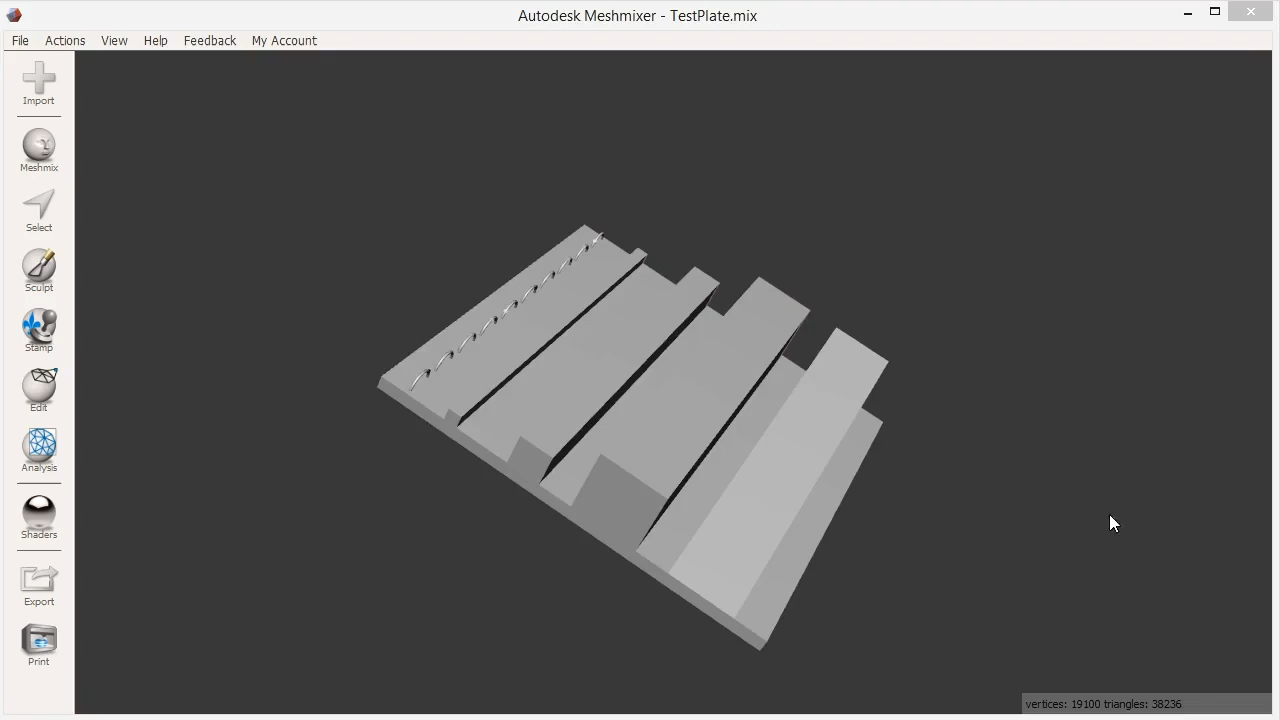 Autodesk Meshmixer - TestPlate.mix
File Actions View Help Feedback My Account
Import
Meshmix
Select
Sculpt
Stamp
Edit
Analysis
Shaders
Export
Print
vertices: 19100 triangles: 38236